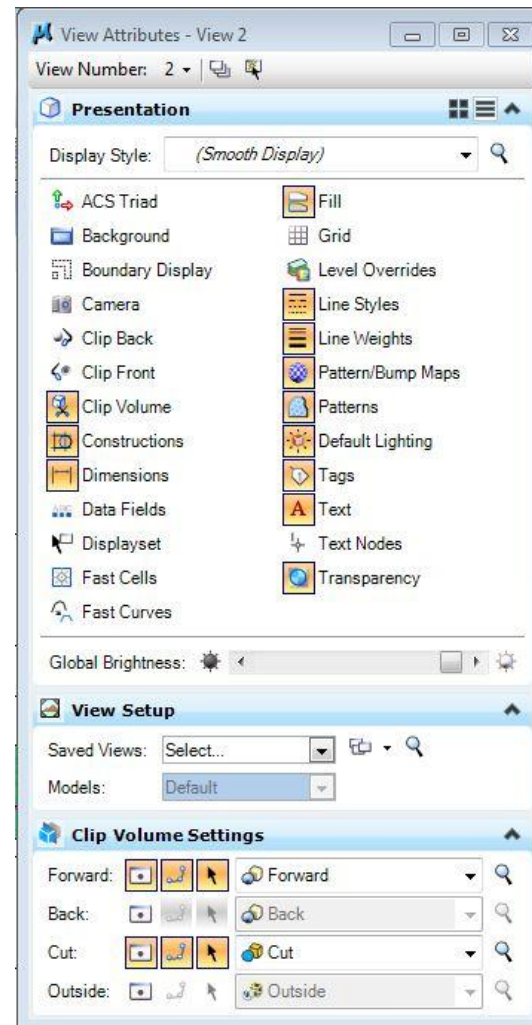 View Attributes - View 2
View Number: 2
Presentation
Display Style: (Smooth Display)
ACS Triad Fill
Background Grid
Boundary Display Level Overrides
Camera Line Styles
Clip Back Line Weights
Clip Front Pattern/Bump Maps
Clip Volume Patterns
Constructions Default Lighting
Dimensions Tags
Data Fields A Text
Displayset Text Nodes
Fast Cells Transparency
Fast Curves
Global Brightness:
View Setup
Saved Views: Select...
Models: Default
Clip Volume Settings
Forward: Forward
Back: Back
Cut: Cut
Outside: Outside